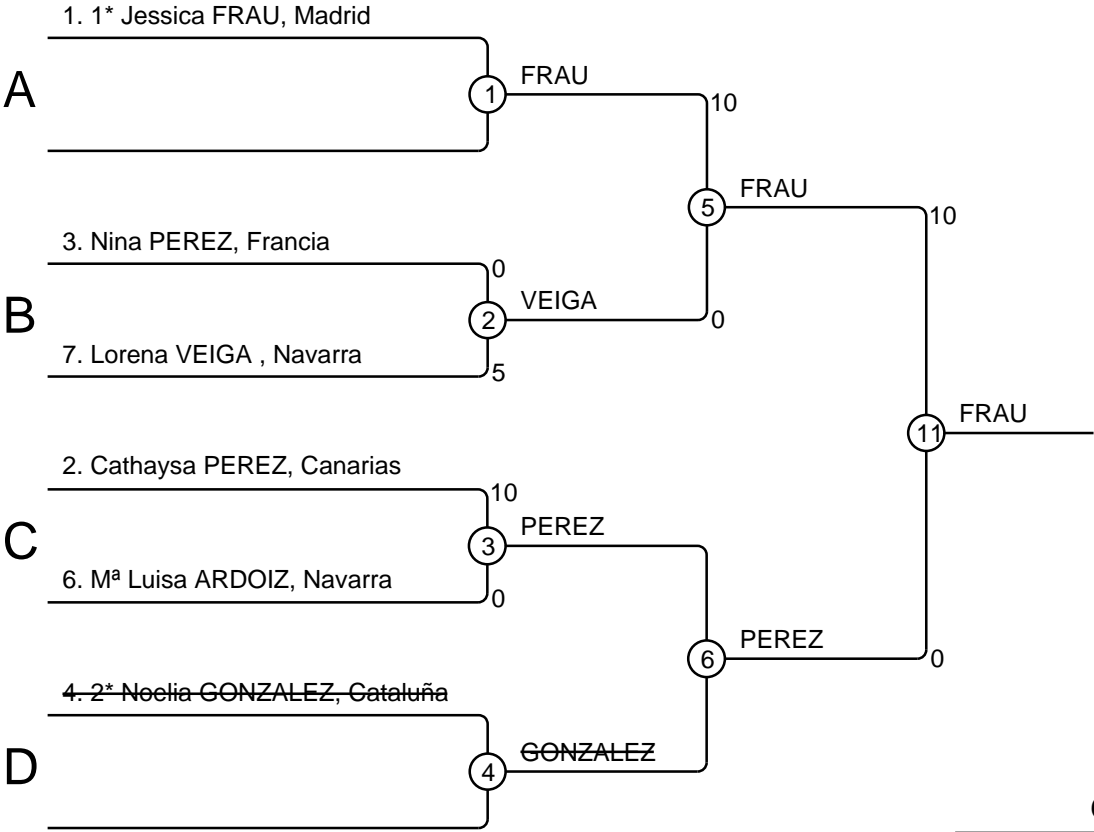 1. 1* Jessica FRAU, Madrid
A
1
FRAU
10
5
FRAU
10
3. Nina PEREZ, Francia
0
B
2
VEIGA
0
7. Lorena VEIGA , Navarra
5
11
FRAU
2. Cathaysa PEREZ, Canarias
10
C
3
PEREZ
6. Mª Luisa ARDOIZ, Navarra
0
6
PEREZ
0
4. 2* Noelia GONZALEZ, Cataluña
D
4
GONZALEZ